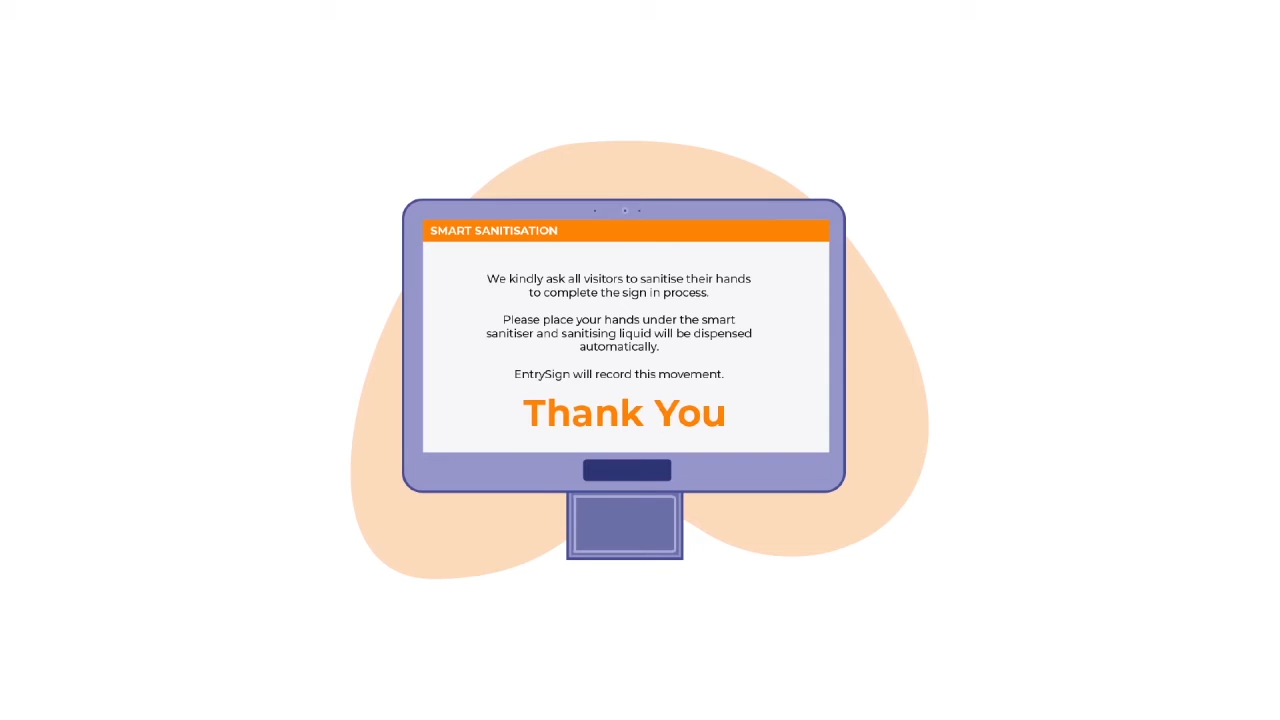 SMART SANITISATION
We kindly ask all visitors to sanitise their hands
to complete the sign in process.
Please place your hands under the smart
sanitiser and sanitising liquid will be dispensed
automatically.
EntrySign will record this movement.
Thank You